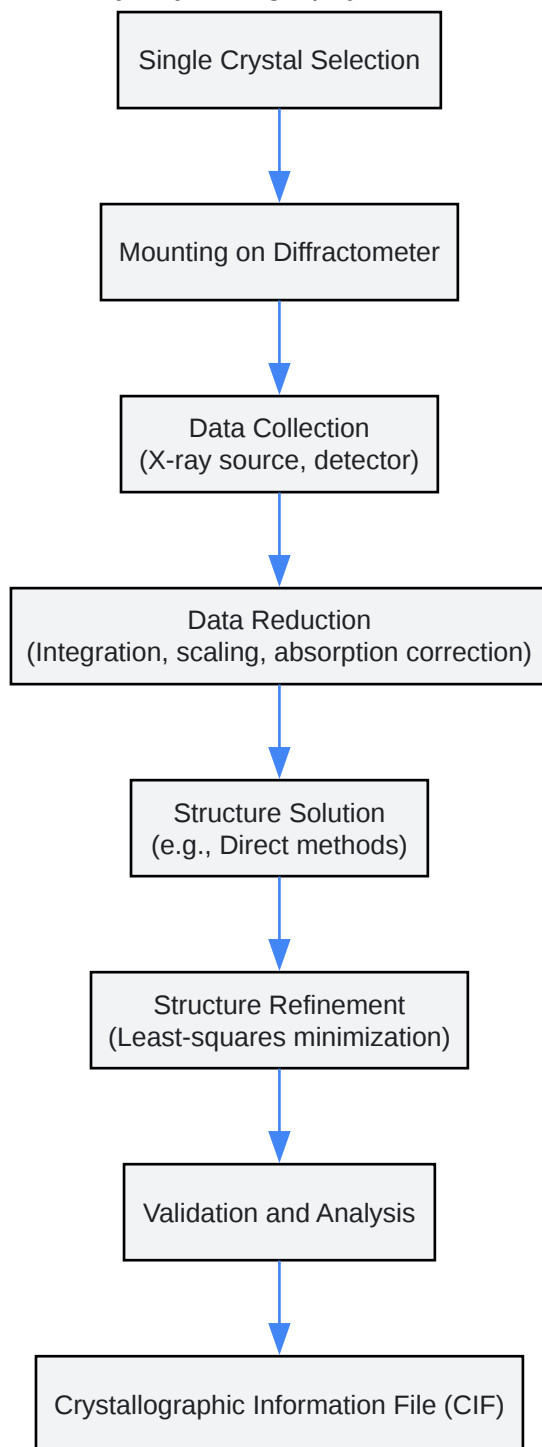 Single Crystal Selection
Mounting on Diffractometer
Data Collection
(X-ray source, detector)
Data Reduction
(Integration, scaling, absorption correction)
Structure Solution
(e.g., Direct methods)
Structure Refinement
(Least-squares minimization)
Validation and Analysis
Crystallographic Information File (CIF)